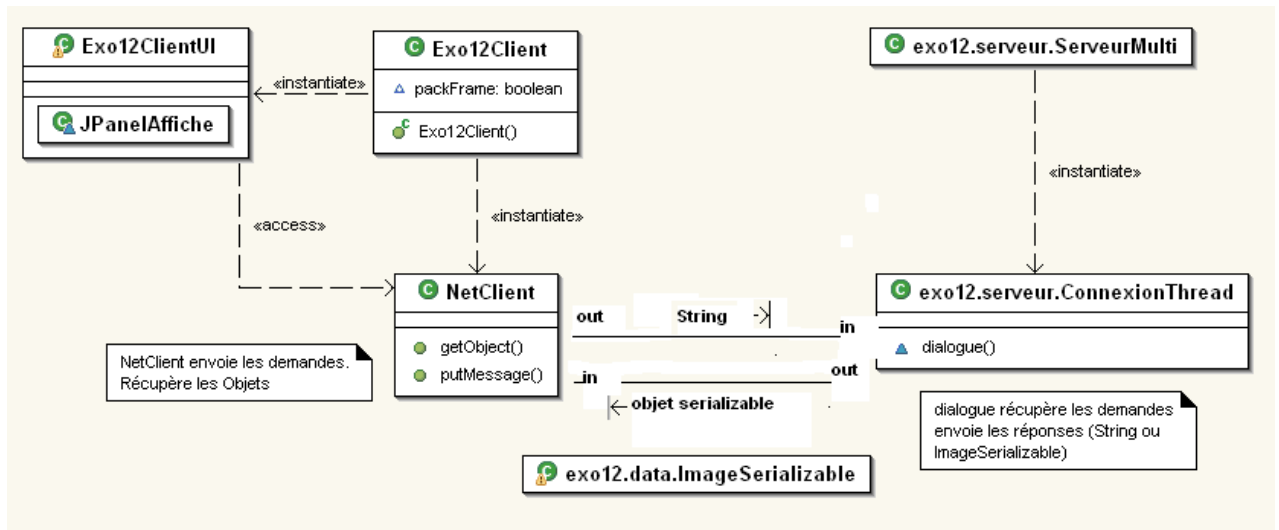 Exo12ClientUI
JPanelAffiche
«instantiate»
Exo12Client
packFrame: boolean
Exo12Client()
exo12.serveur.ServeurMulti
«access»
«instantiate»
«instantiate»
NetClient
getObject()
putMessage()
out
String
in
in
out
objet serializable
exo12.serveur.ConnexionThread
dialogue()
NetClient envoie les demandes.
Récupère les Objets
dialogue récupère les demandes
envoie les réponses (String ou
ImageSerializable)
exo12.data.ImageSerializable